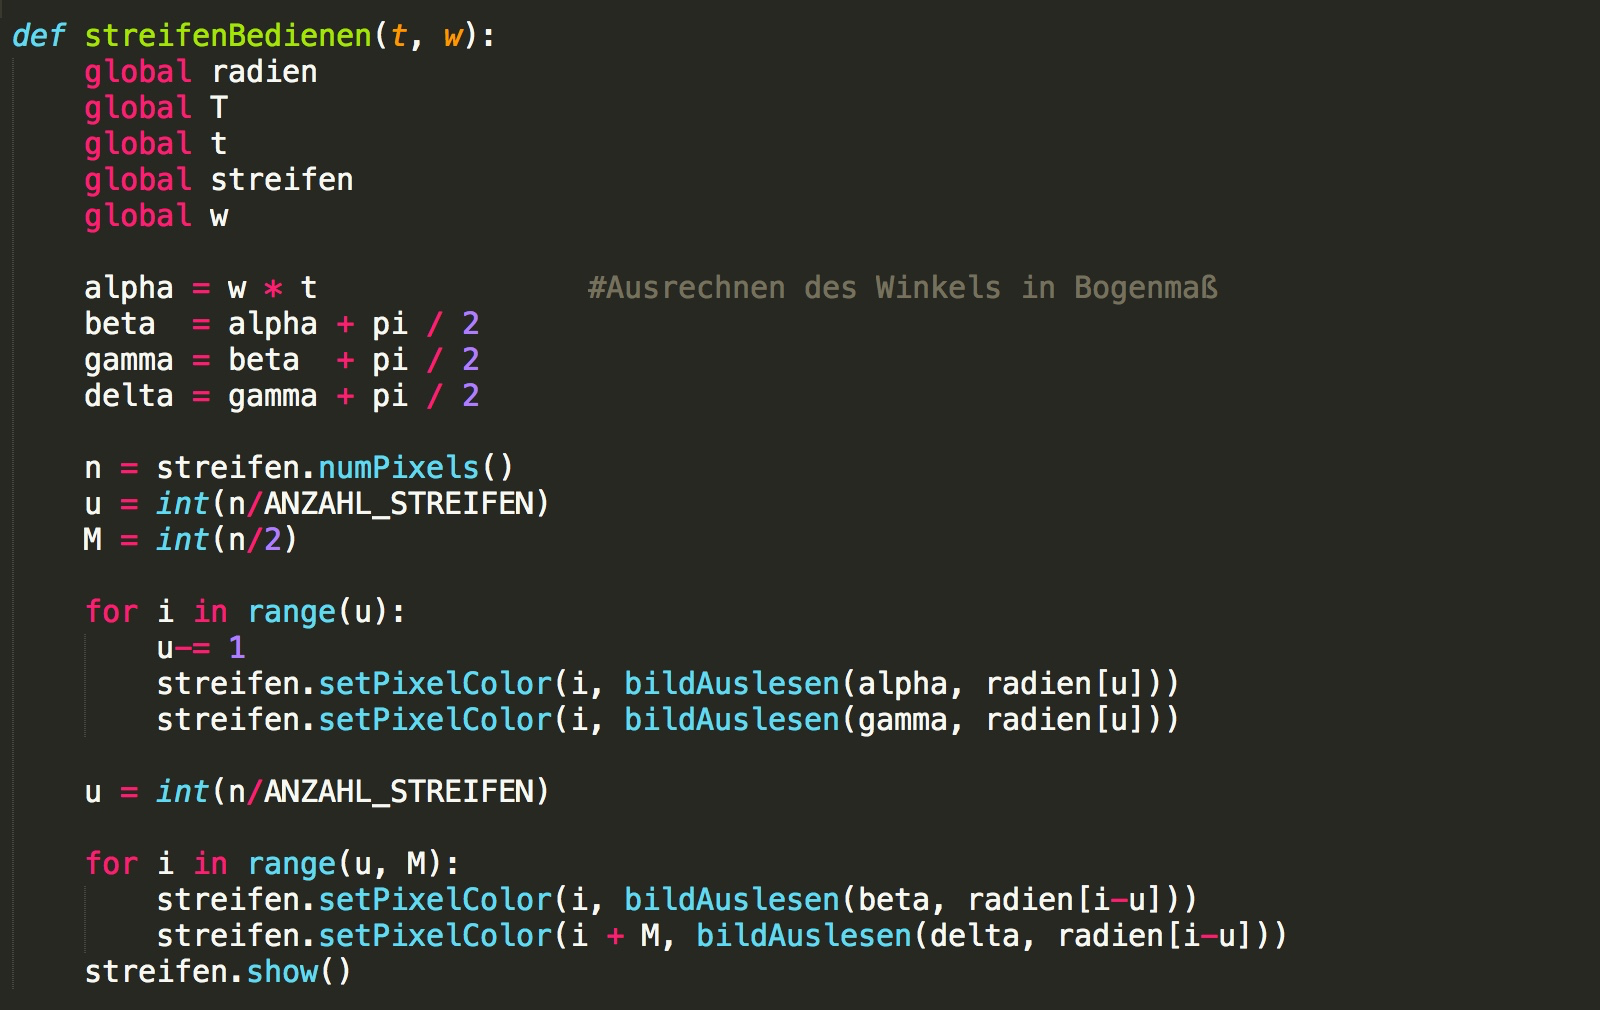 def streifenBedienen(t, w):
    global radien
    global T
    global t
    global streifen
    global w

    alpha = w * t               #Ausrechnen des Winkels in Bogenmaß
    beta  = alpha + pi / 2
    gamma = beta  + pi / 2
    delta = gamma + pi / 2

    n = streifen.numPixels()
    u = int(n/ANZAHL_STREIFEN)
    M = int(n/2)

    for i in range(u):
        u-= 1
        streifen.setPixelColor(i, bildAuslesen(alpha, radien[u]))
        streifen.setPixelColor(i, bildAuslesen(gamma, radien[u]))

    u = int(n/ANZAHL_STREIFEN)

    for i in range(u, M):
        streifen.setPixelColor(i, bildAuslesen(beta, radien[i-u]))
        streifen.setPixelColor(i + M, bildAuslesen(delta, radien[i-u]))
    streifen.show()